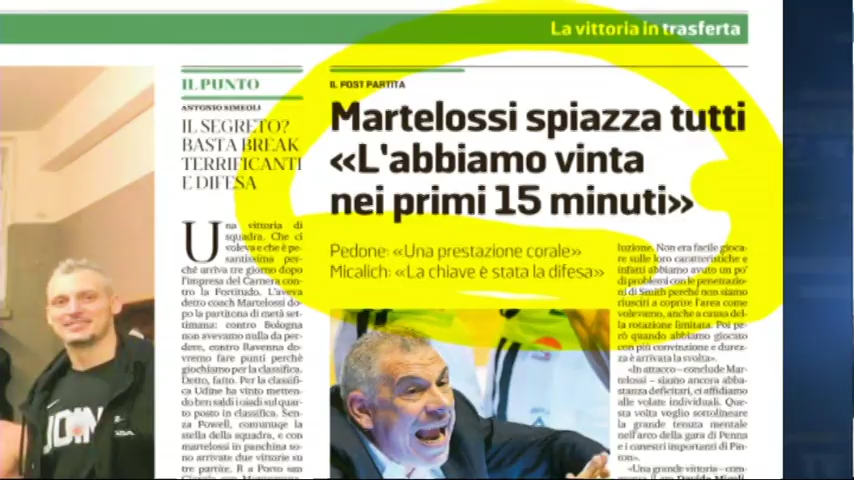 La vittoria in trasferta
IL PUNTO
ANTONIO SIMEOLI
IL SEGRETO?
BASTA BREAK
TERRIFICANTI
E DIFESA
Una vittoria di
squadra. Che ci
voleva e che è pe-
santissima per-
ché arriva tre giorno dopo
l'impresa del Carnera con-
tro la Fortitudo. L'aveva
detto coach Martelossi dopo
la partitona di metà set-
timana: contro Bologna
non avevamo nulla da per-
dere, contro Ravenna do-
vremo fare punti perché
giochiamo per la classifica.
Detto, fatto. Per la classifi-
ca Udine ha vinto metten-
do ben saldi i
sul quar-
to posto in classifica. Sen-
za Powell, comunque la
stella della squadra, e con
martelossi in panchina so-
no arrivate due vittorie su
tre partite. E a Porto san
IL POST PARTITA
Martelossi spiazza tutti
«L'abbiamo vinta
nei primi 15 minuti»
Pedone: «Una prestazione corale»
Micalich: «La chiave è stata la difesa»
luzione. Non era facile gioca-
re sulle loro caratteristiche e
infatti abbiamo avuto un po'
di problemi con le penetrazio-
ni di Smith perché non siamo
riusciti a coprire l'area come
volevamo, anche a causa del-
la rotazione limitata. Poi pe-
rò quando abbiamo giocato
con più convinzione e durez-
za è arrivata la svolta».
«In attacco – conclude Mar-
telossi – siamo ancora abba-
stanza deficitari, ci affidiamo
alle volate individuali. Que-
sta volta voglio sottolineare
la grande tenuta mentale
nell'arco della gara di Penna
e i canestri importanti di Pin-
ton».
«Una grande vittoria – com-
JOIN